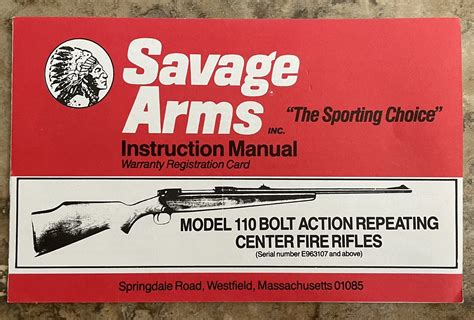 Savage
Arms INC.
"The Sporting Choice"
Instruction Manual
Warranty Registration Card
MODEL 110 BOLT ACTION REPEATING
CENTER FIRE RIFLES
(Serial number E963107 and above)
Springdale Road, Westfield, Massachusetts 01085